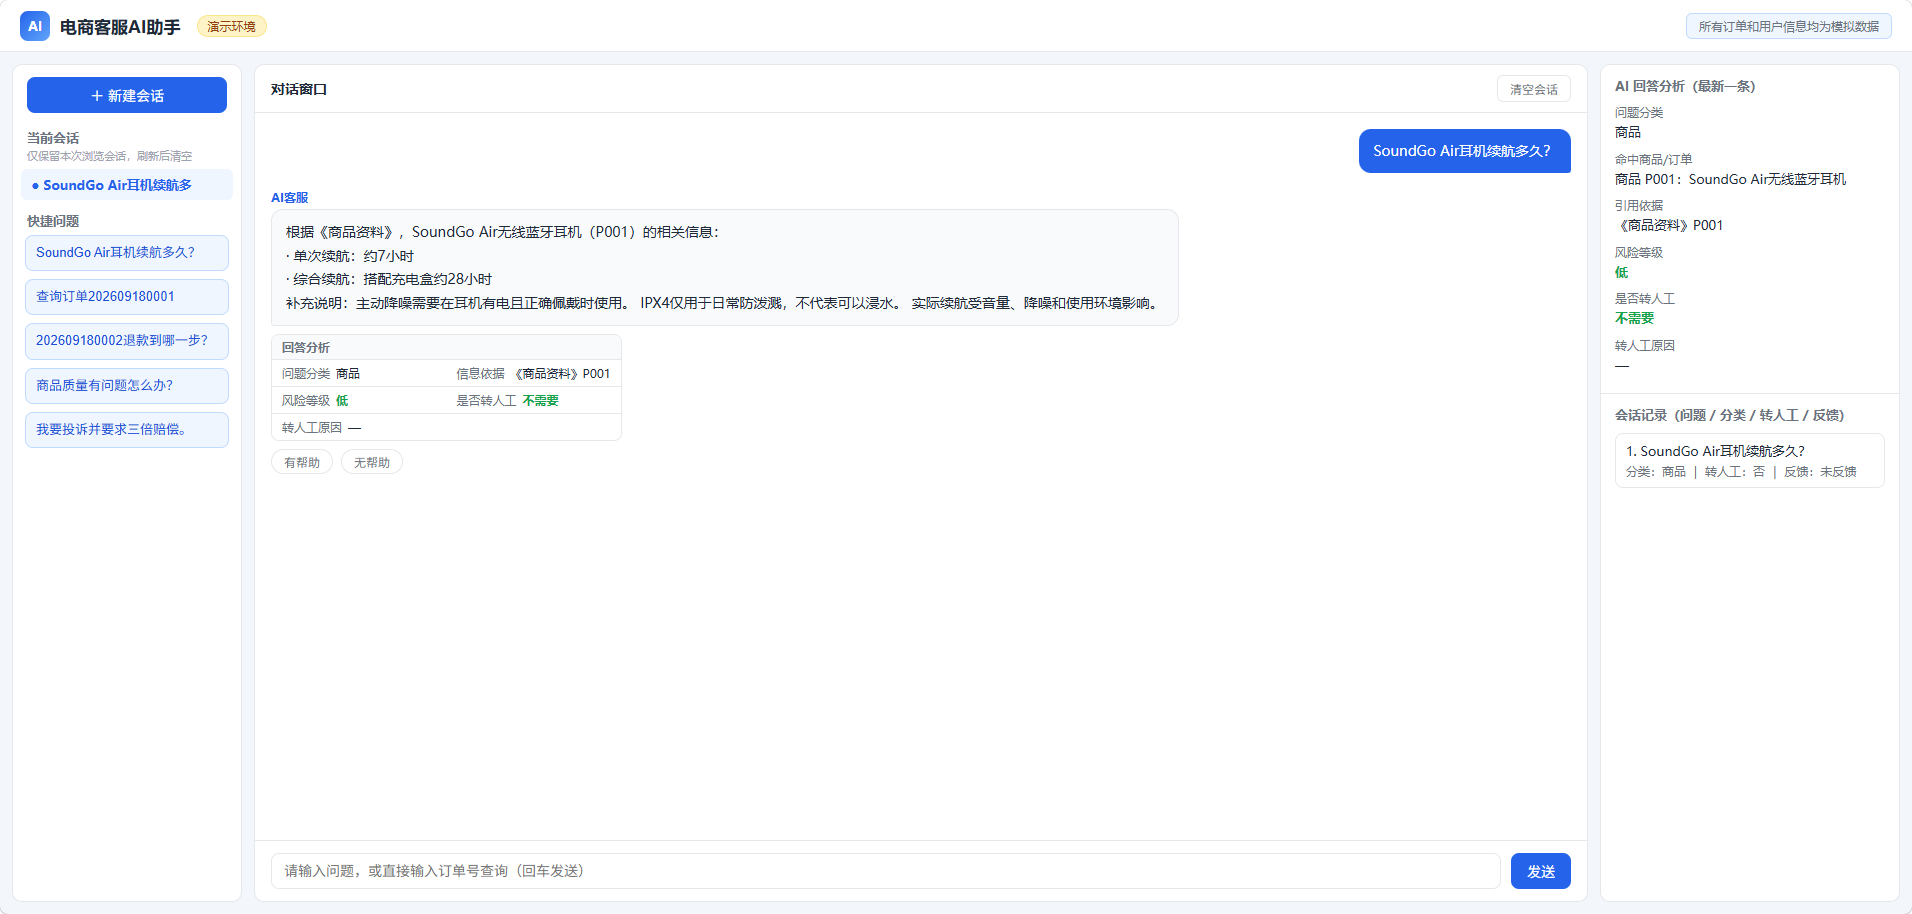 AI 电商客服AI助手 演示环境 所有订单和用户信息均为模拟数据
+ 新建会话
当前会话
仅保留本次浏览会话，刷新后清空
• SoundGo Air耳机续航多
快捷问题
SoundGo Air耳机续航多久?
查询订单202609180001
202609180002退款到哪一步?
商品质量有问题怎么办?
我要投诉并要求三倍赔偿。
对话窗口 清空会话
SoundGo Air耳机续航多久?
AI客服
根据《商品资料》，SoundGo Air无线蓝牙耳机（P001）的相关信息：
· 单次续航：约7小时
· 综合续航：搭配充电盒约28小时
补充说明：主动降噪需要在耳机有电且正确佩戴时使用。 IPX4仅用于日常防泼溅，不代表可以浸水。 实际续航受音量、降噪和使用环境影响。
回答分析
问题分类 商品 信息依据 《商品资料》P001
风险等级 低 是否转人工 不需要
转人工原因 —
有帮助 无帮助
请输入问题，或直接输入订单号查询（回车发送） 发送
AI 回答分析（最新一条）
问题分类
商品
命中商品/订单
商品 P001：SoundGo Air无线蓝牙耳机
引用依据
《商品资料》P001
风险等级
低
是否转人工
不需要
转人工原因
—
会话记录（问题 / 分类 / 转人工 / 反馈）
1. SoundGo Air耳机续航多久?
分类：商品 | 转人工：否 | 反馈：未反馈